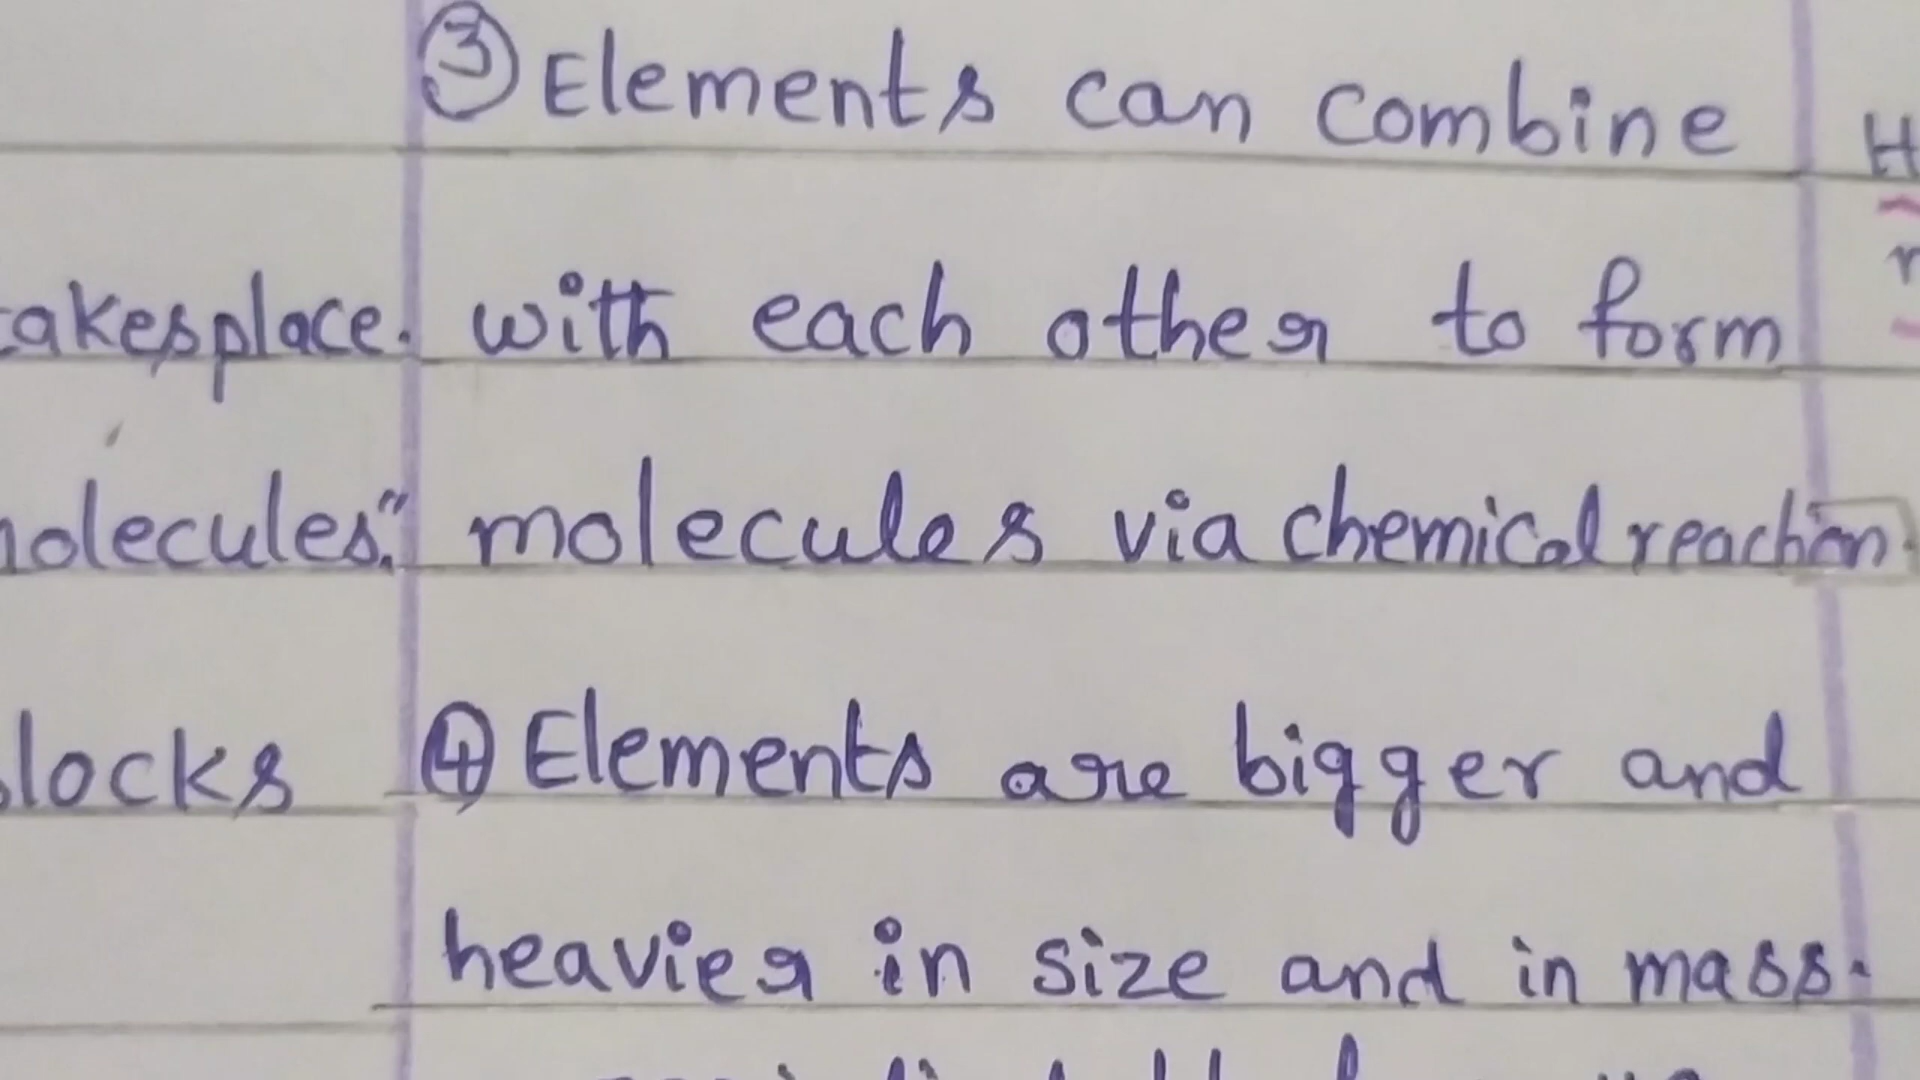 ③ Elements can combine
akesplace. with each other to form
olecules." molecules via chemical reaction.
locks ④ Elements are bigger and
heavier in size and in mass.